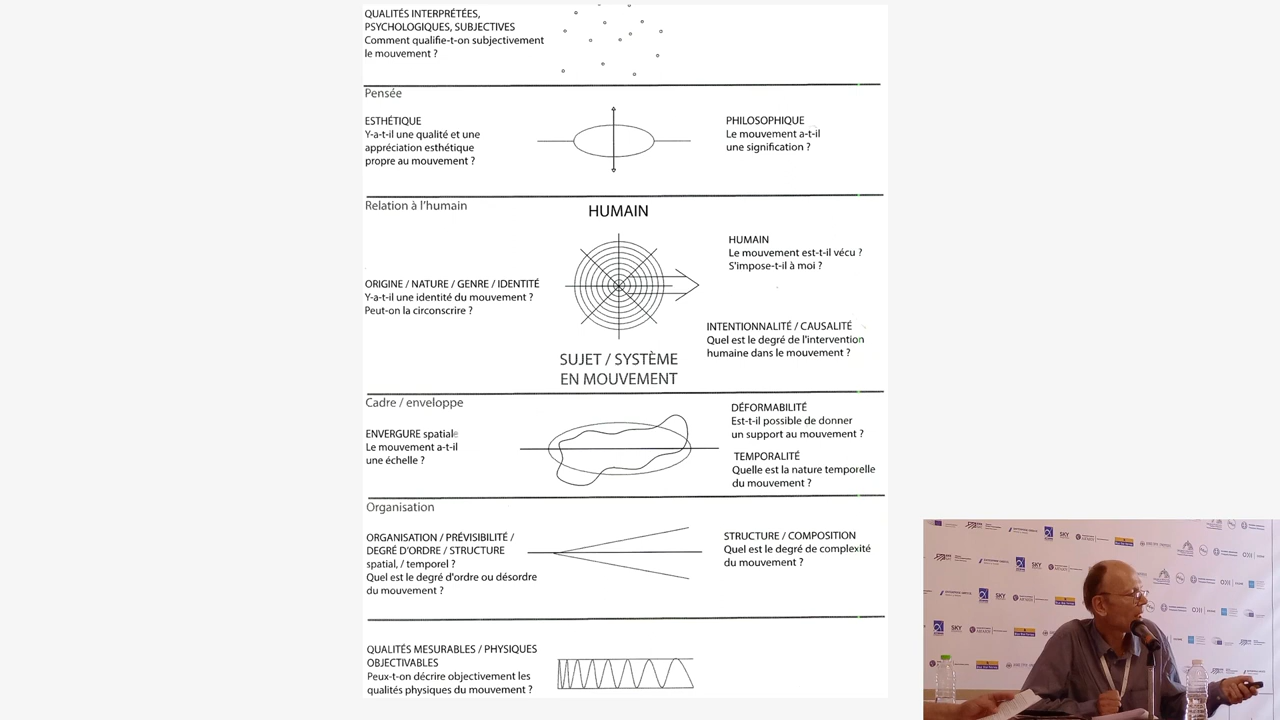 QUALITÉS INTERPRÉTÉES,
PSYCHOLOGIQUES, SUBJECTIVES
Comment qualifie-t-on subjectivement
le mouvement ?
Pensée
ESTHÉTIQUE
Y-a-t-il une qualité et une
appréciation esthétique
propre au mouvement ?
PHILOSOPHIQUE
Le mouvement a-t-il
une signification ?
Relation à l'humain
HUMAIN
HUMAIN
Le mouvement est-t-il vécu ?
S'impose-t-il à moi ?
ORIGINE / NATURE / GENRE / IDENTITÉ
Y-a-t-il une identité du mouvement ?
Peut-on la circonscrire ?
INTENTIONNALITÉ / CAUSALITÉ
Quel est le degré de l'intervention
humaine dans le mouvement ?
SUJET / SYSTÈME
EN MOUVEMENT
Cadre / enveloppe
ENVERGURE spatiale
Le mouvement a-t-il
une échelle ?
DÉFORMABILITÉ
Est-t-il possible de donner
un support au mouvement ?
TEMPORALITÉ
Quelle est la nature temporelle
du mouvement ?
Organisation
ORGANISATION / PRÉVISIBILITÉ /
DEGRÉ D'ORDRE / STRUCTURE
spatial, / temporel ?
Quel est le degré d'ordre ou désordre
du mouvement ?
STRUCTURE / COMPOSITION
Quel est le degré de complexité
du mouvement ?
QUALITÉS MESURABLES / PHYSIQUES
OBJECTIVABLES
Peux-t-on décrire objectivement les
qualités physiques du mouvement ?
SKY
SKY
SKY
SKY